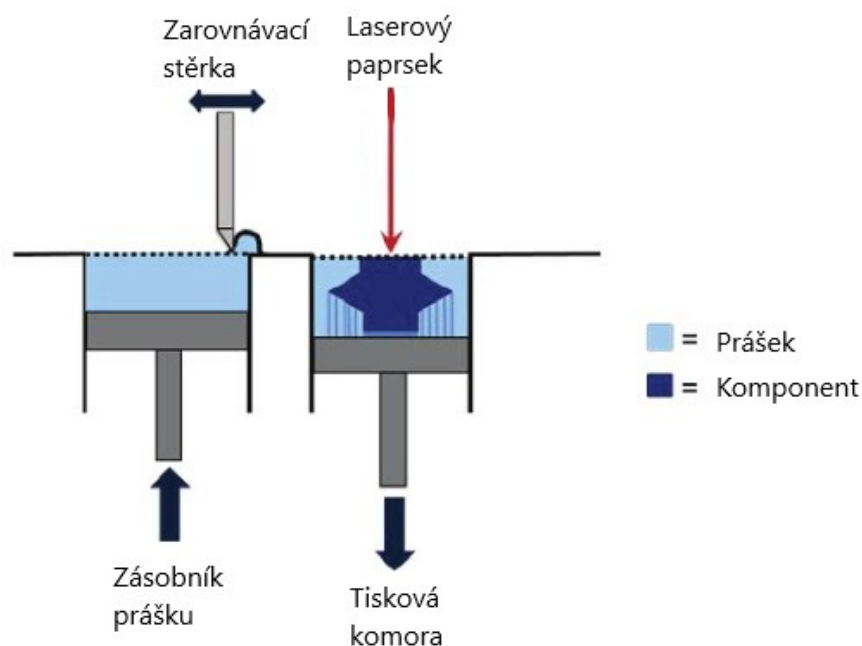 Zarovnávací
stěrka
Laserový
paprsek
= Prášek
= Komponent
Zásobník
prášku
Tisková
komora